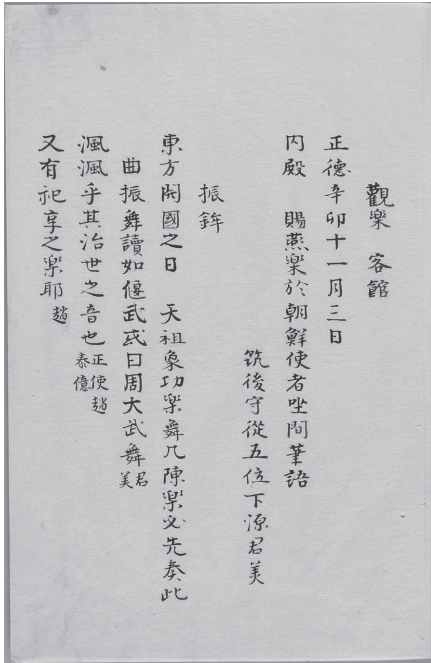 觀樂 客館
正德辛卯十一月三日
内殿 賜燕樂於朝鮮使者坐間筆語
筑後守從五位下源君美
振鉾
東方開國之日 天祖象功樂舞凡陳樂必先奏此
曲振舞讀如偃武或曰周大武舞君美
渢渢乎其治世之音也正使趙泰億
又有祀享之楽耶趙